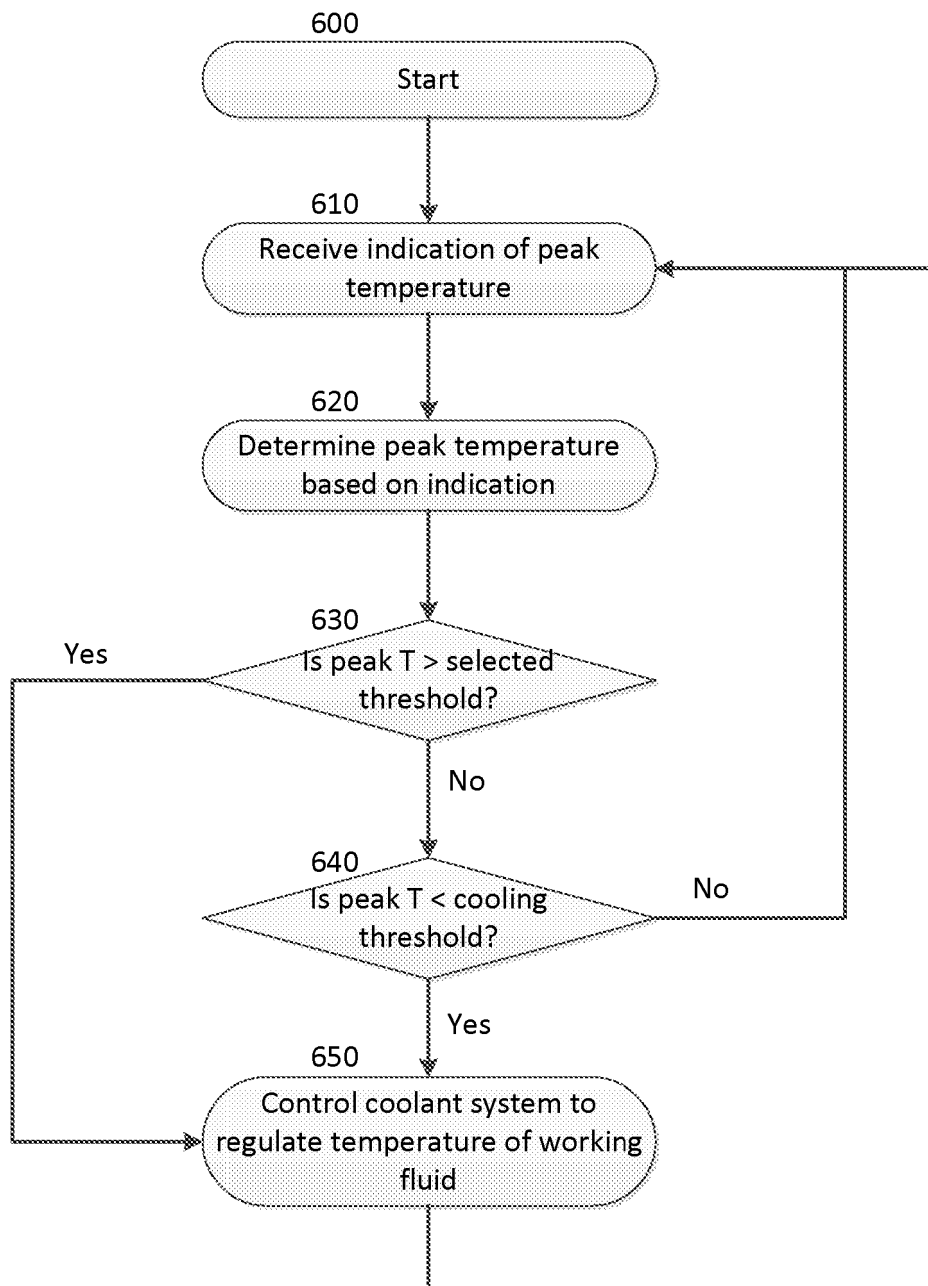 600
Start
610
Receive indication of peak
temperature
620
Determine peak temperature
based on indication
630
Yes
Is peak T > selected
threshold?
No
640
Is peak T < cooling
threshold?
No
Yes
650
Control coolant system to
regulate temperature of working
fluid